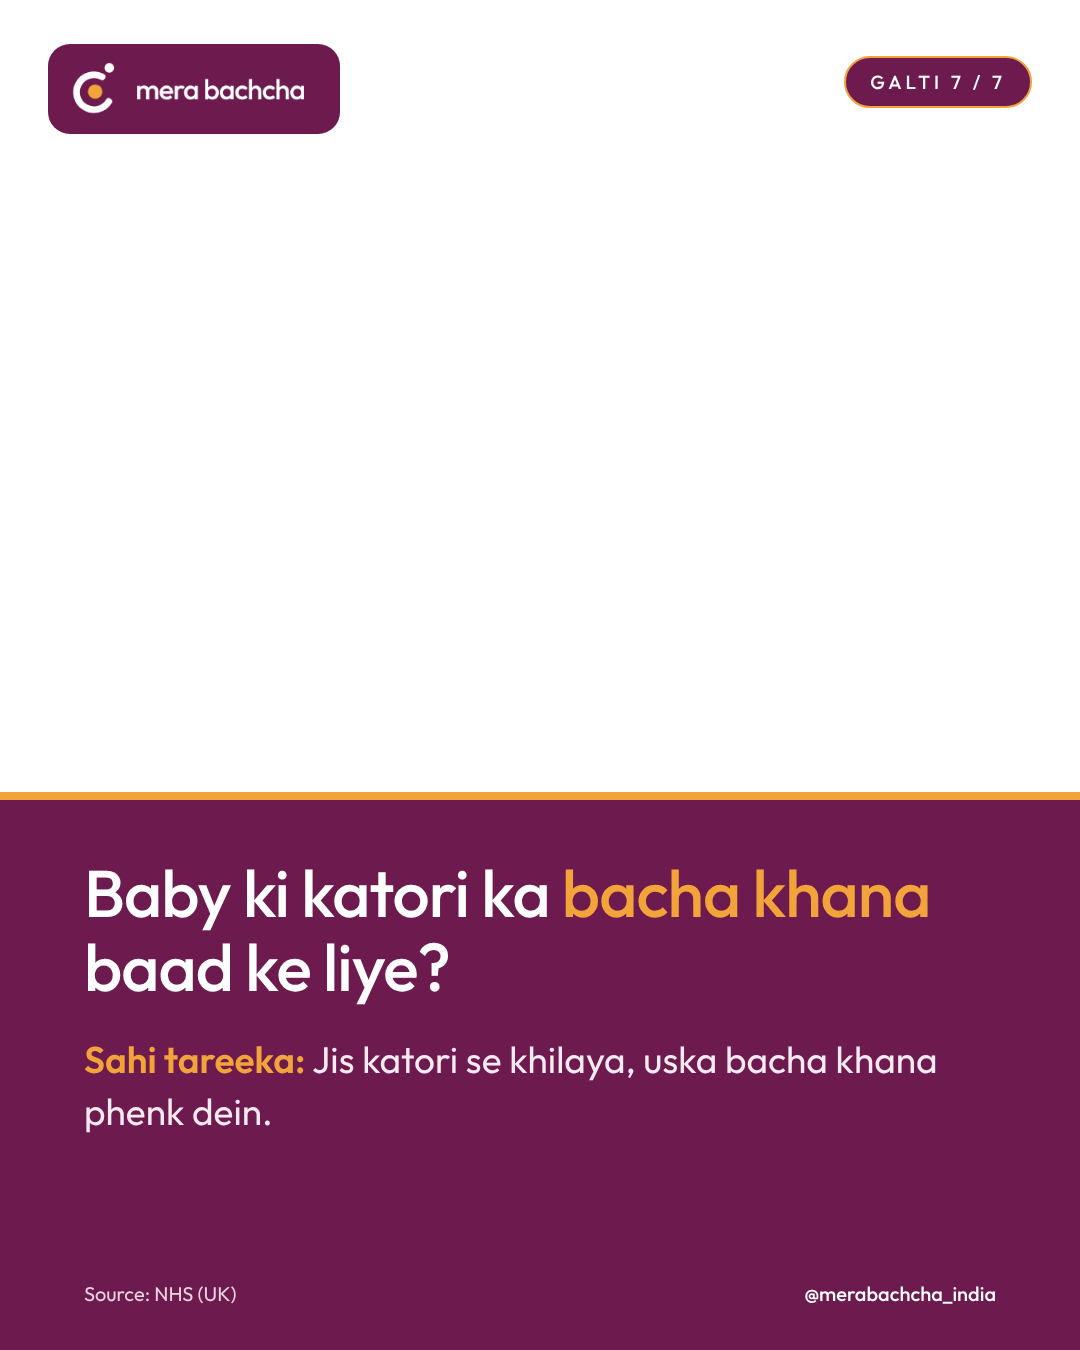 mera bachcha
GALTI 7 / 7
Baby ki katori ka bacha khana
baad ke liye?
Sahi tareeka: Jis katori se khilaya, uska bacha khana
phenk dein.
Source: NHS (UK)
@merabachcha_india